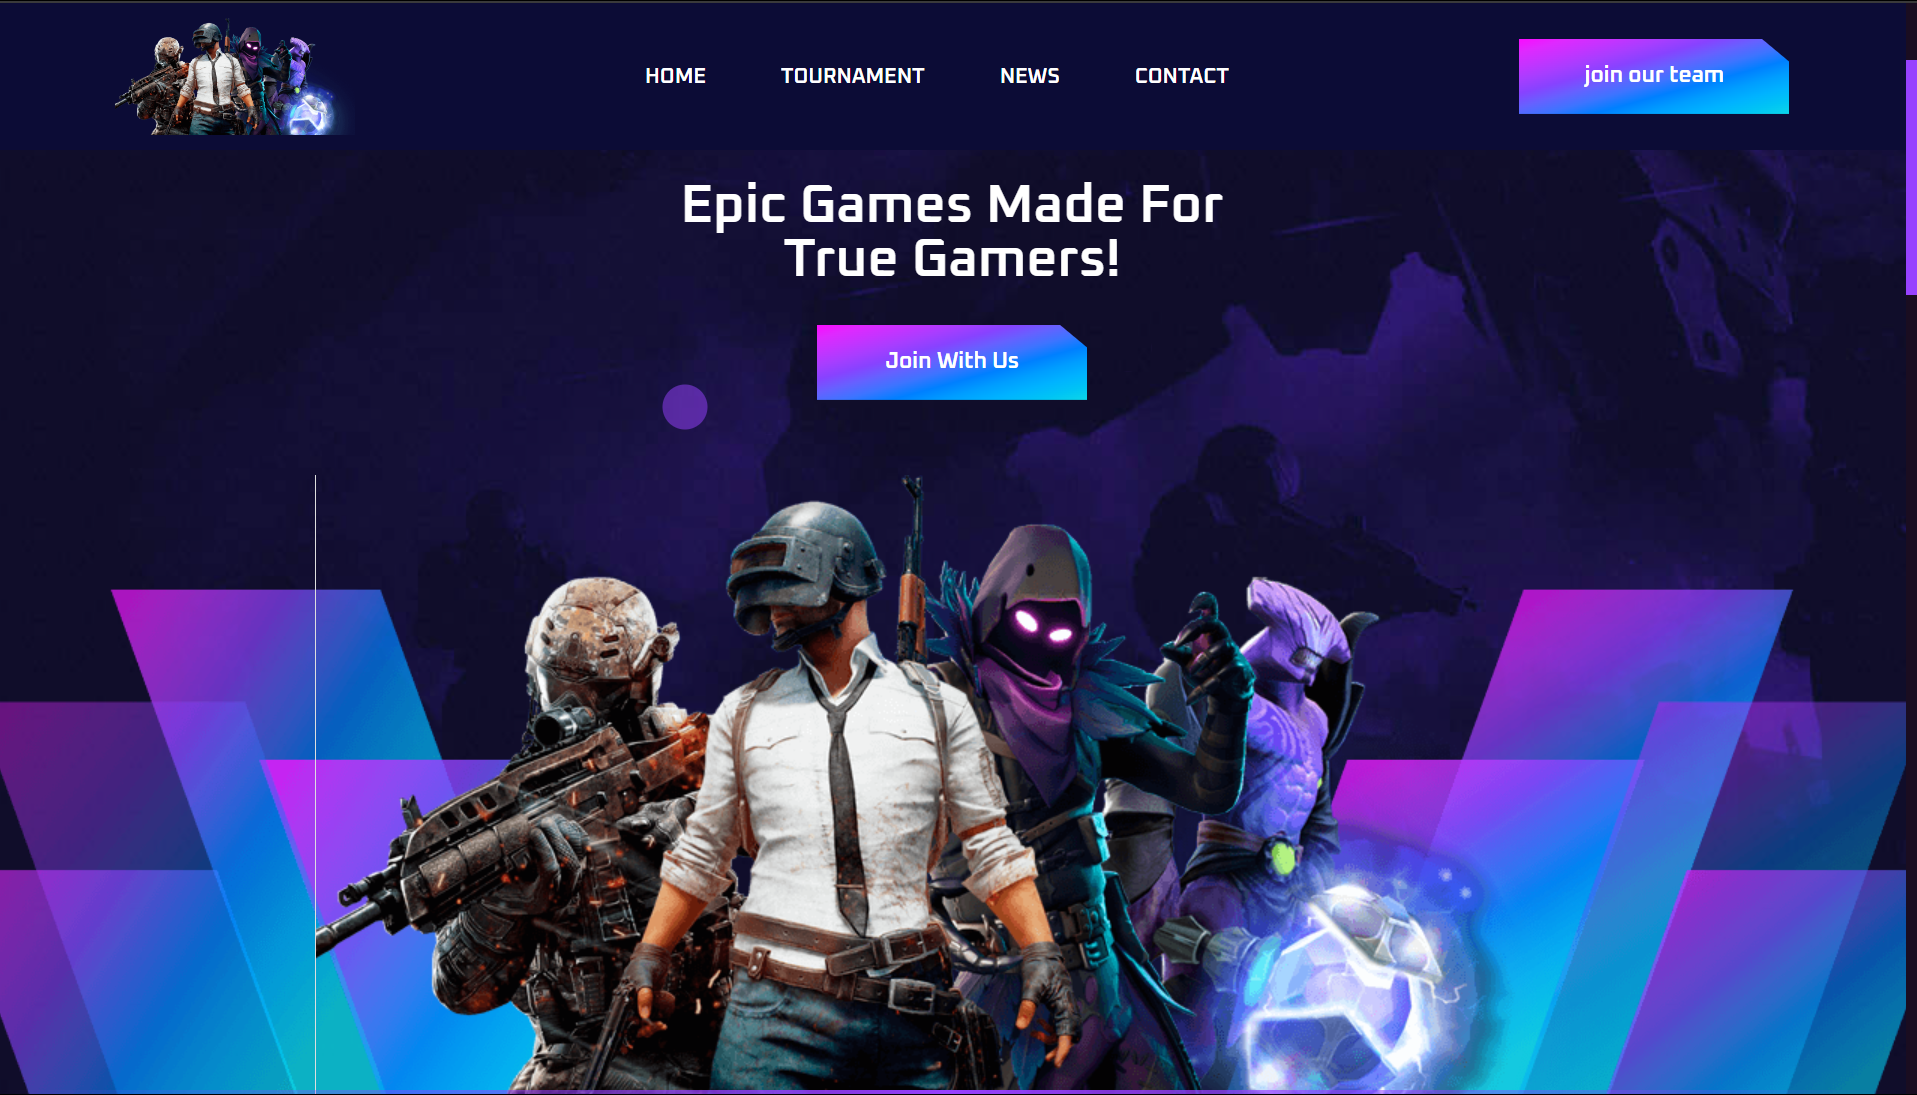 HOME
TOURNAMENT
NEWS
CONTACT
join our team
Epic Games Made For
True Gamers!
Join With Us